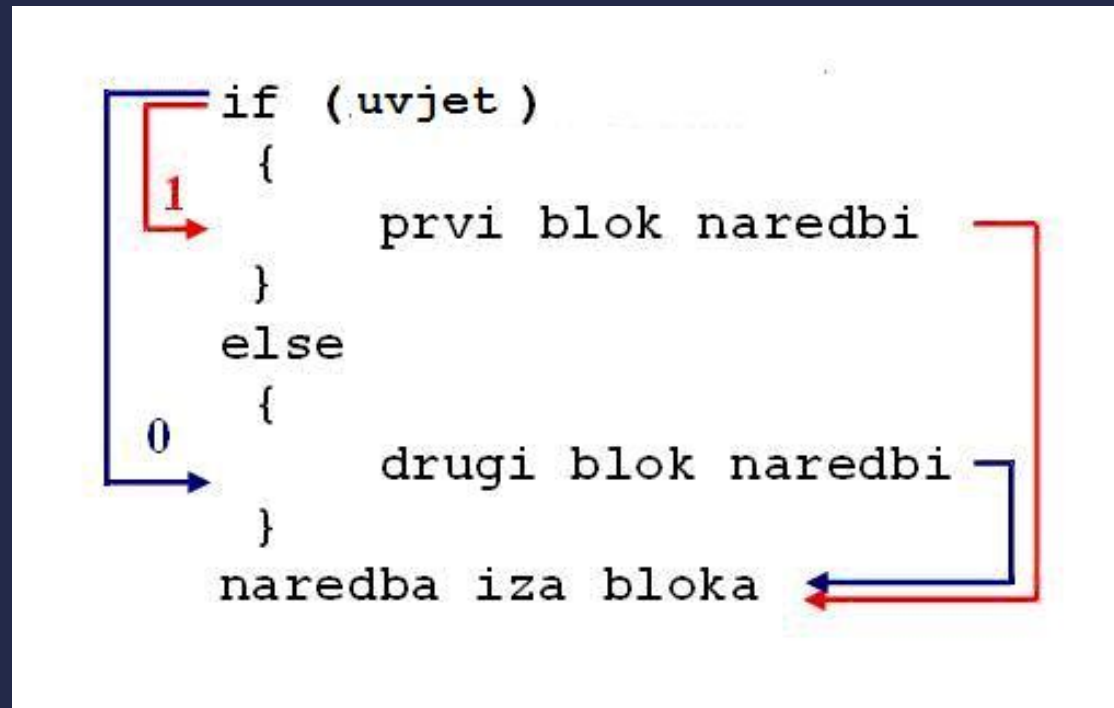 if (uvjet )
{
1
prvi blok naredbi
}
else
{
0
drugi blok naredbi
}
naredba iza bloka